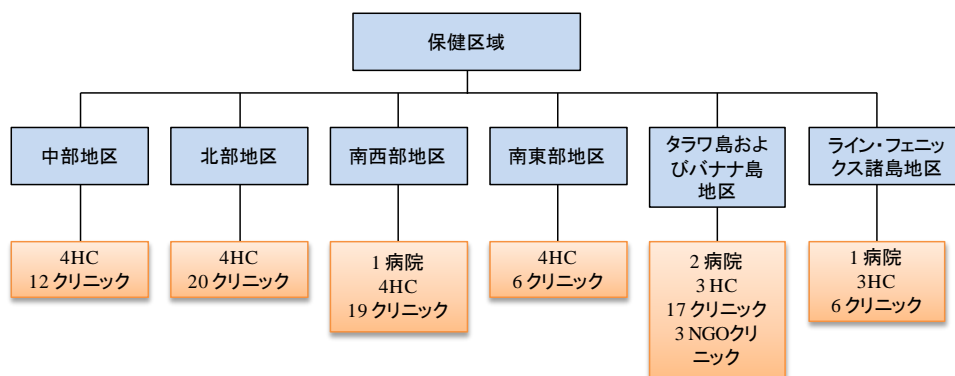 保健区域
中部地区
北部地区
南西部地区
南東部地区
タラワ島およ
びバナナ島
地区
ライン・フェニッ
クス諸島地区
4HC
12 クリニック
4HC
20 クリニック
1 病院
4HC
19 クリニック
4HC
6 クリニック
2 病院
3 HC
17 クリニック
3 NGOクリ
ニック
1 病院
3HC
6 クリニック